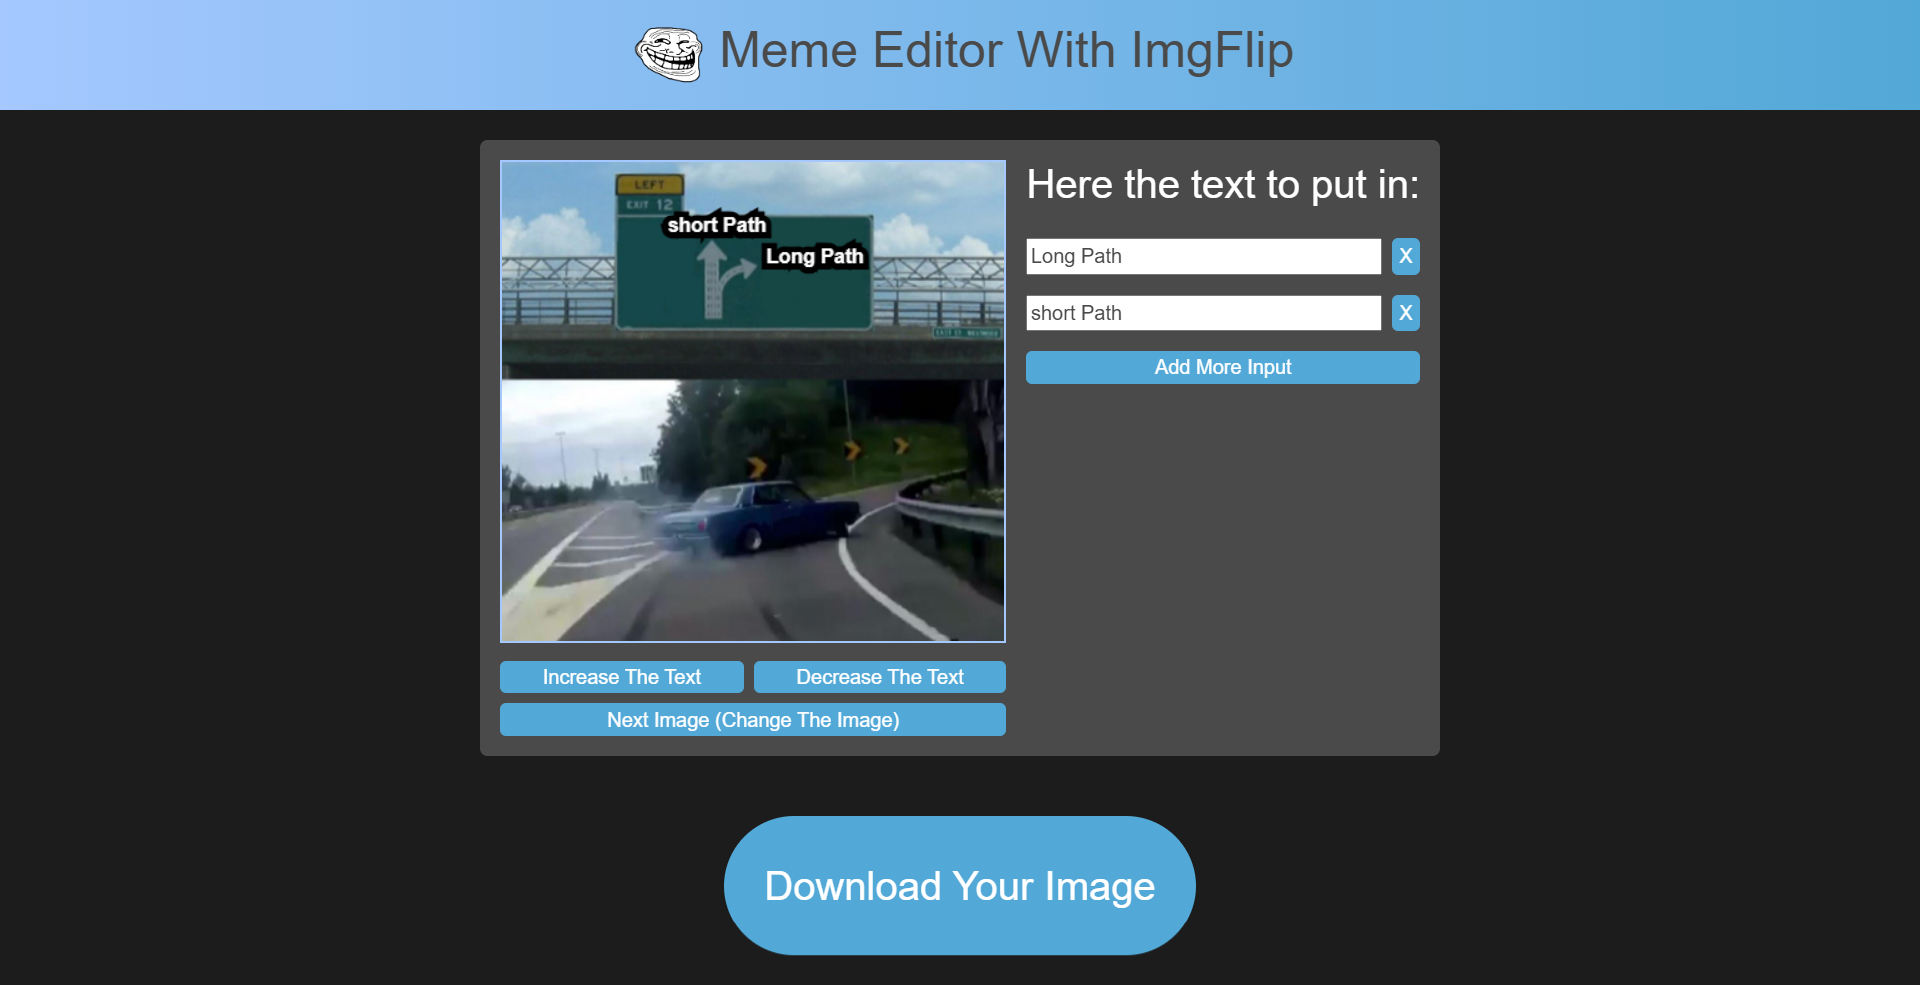 Meme Editor With ImgFlip
LEFT
EXIT 12
short Path
Long Path
Here the text to put in:
Long Path
X
short Path
X
Add More Input
Increase The Text
Decrease The Text
Next Image (Change The Image)
Download Your Image